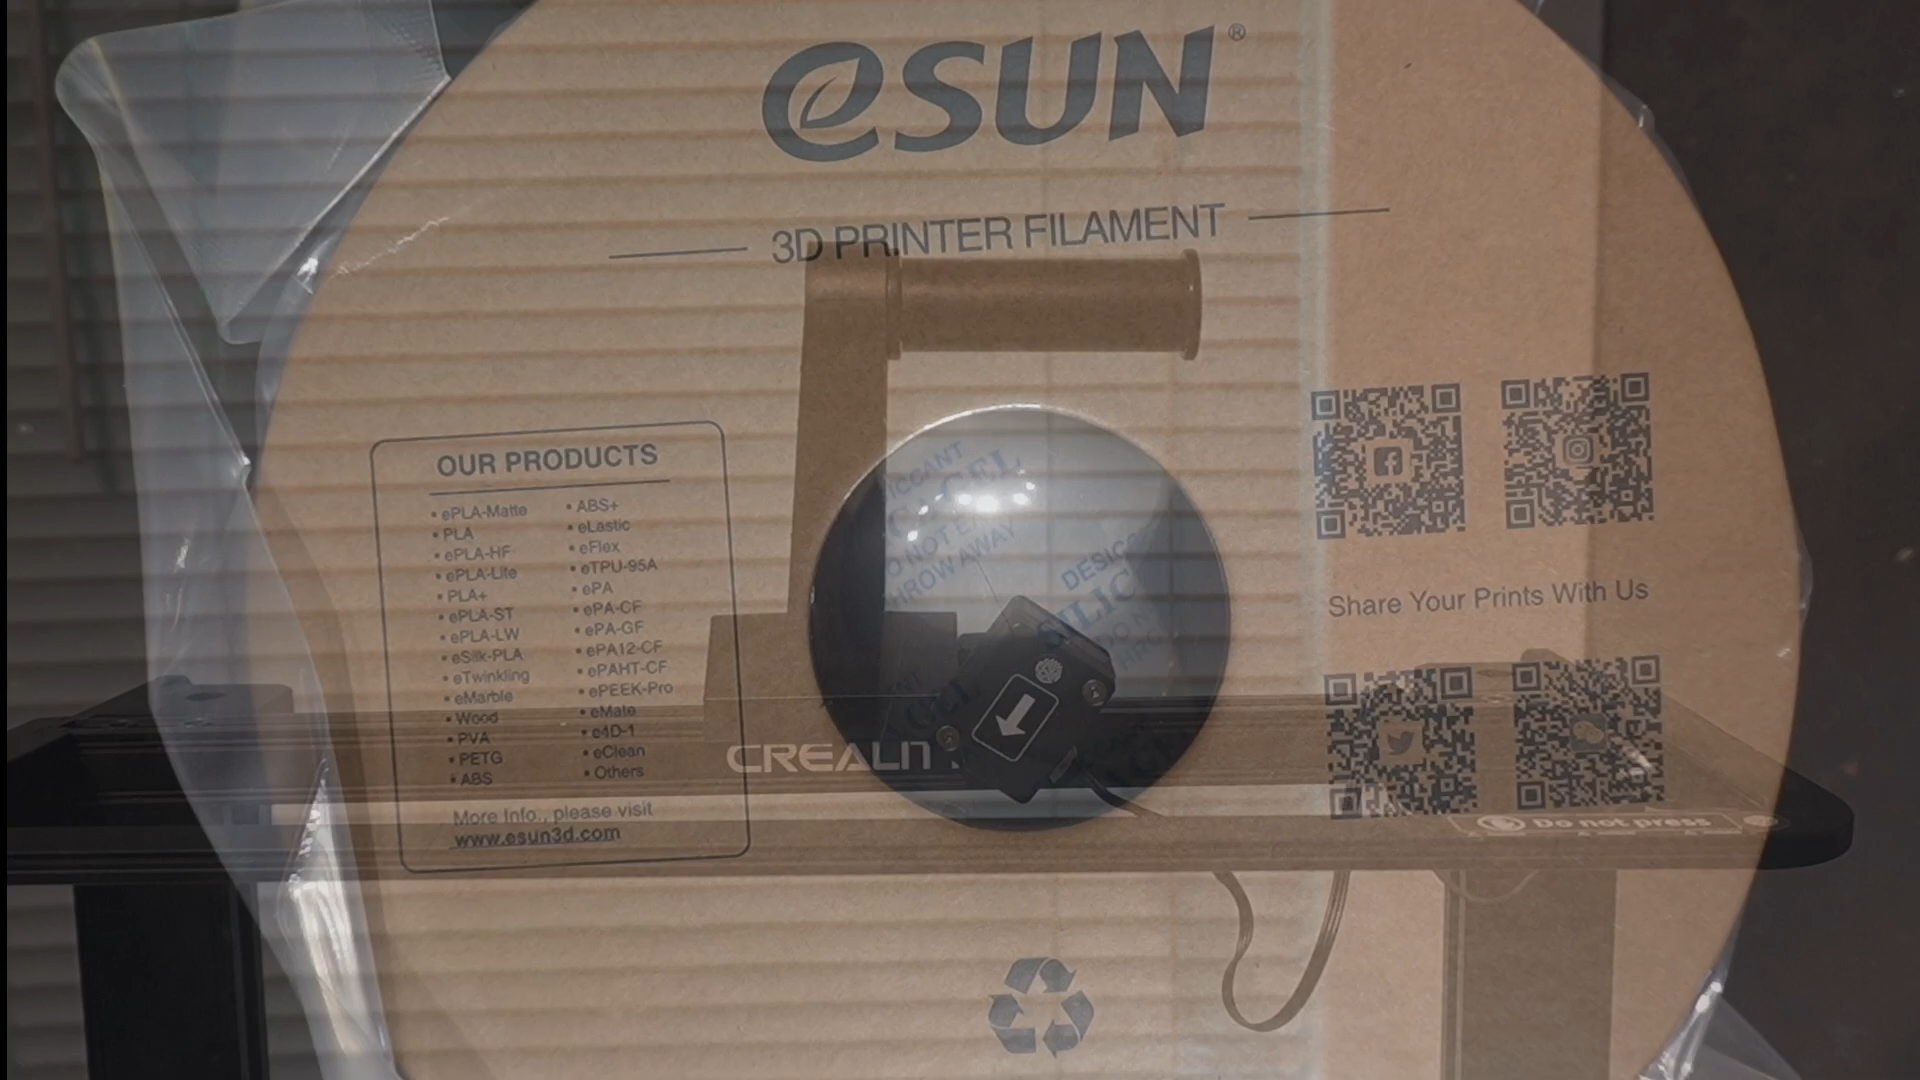 eSUN®
3D PRINTER FILAMENT
OUR PRODUCTS
• ePLA-Matte
• PLA
• ePLA-HF
• ePLA-Lite
• PLA+
• ePLA-ST
• ePLA-LW
• eSilk-PLA
• eTwinkling
• eMarble
• Wood
• PVA
• PETG
• ABS
• ABS+
• eLastic
• eFlex
• eTPU-95A
• ePA
• ePA-CF
• ePA-GF
• ePA12-CF
• ePAHT-CF
• ePEEK-Pro
• eMate
• e4D-1
• eClean
• Others
More Info., please visit
www.esun3d.com
DO NOT EAT
THROW AWAY
Share Your Prints With Us
CREALIT
Do not press